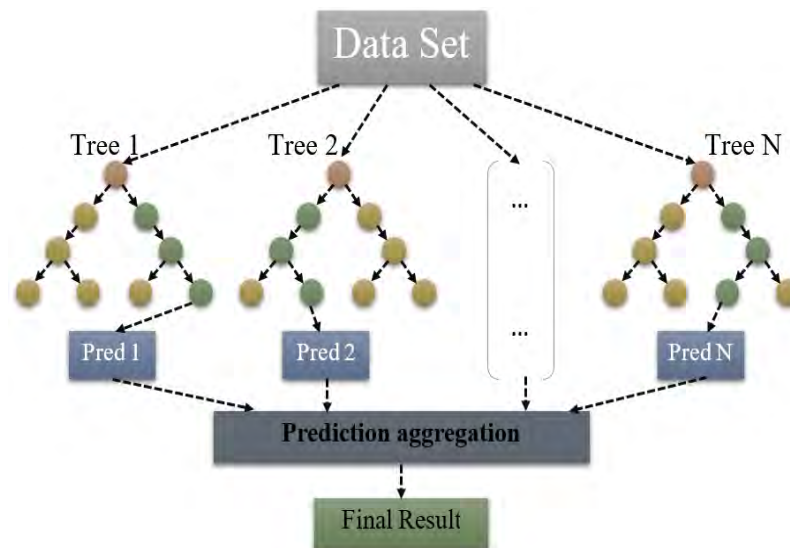 Data Set
Tree 1
Tree 2
Tree N
...
...
Pred 1
Pred 2
Pred N
Prediction aggregation
Final Result